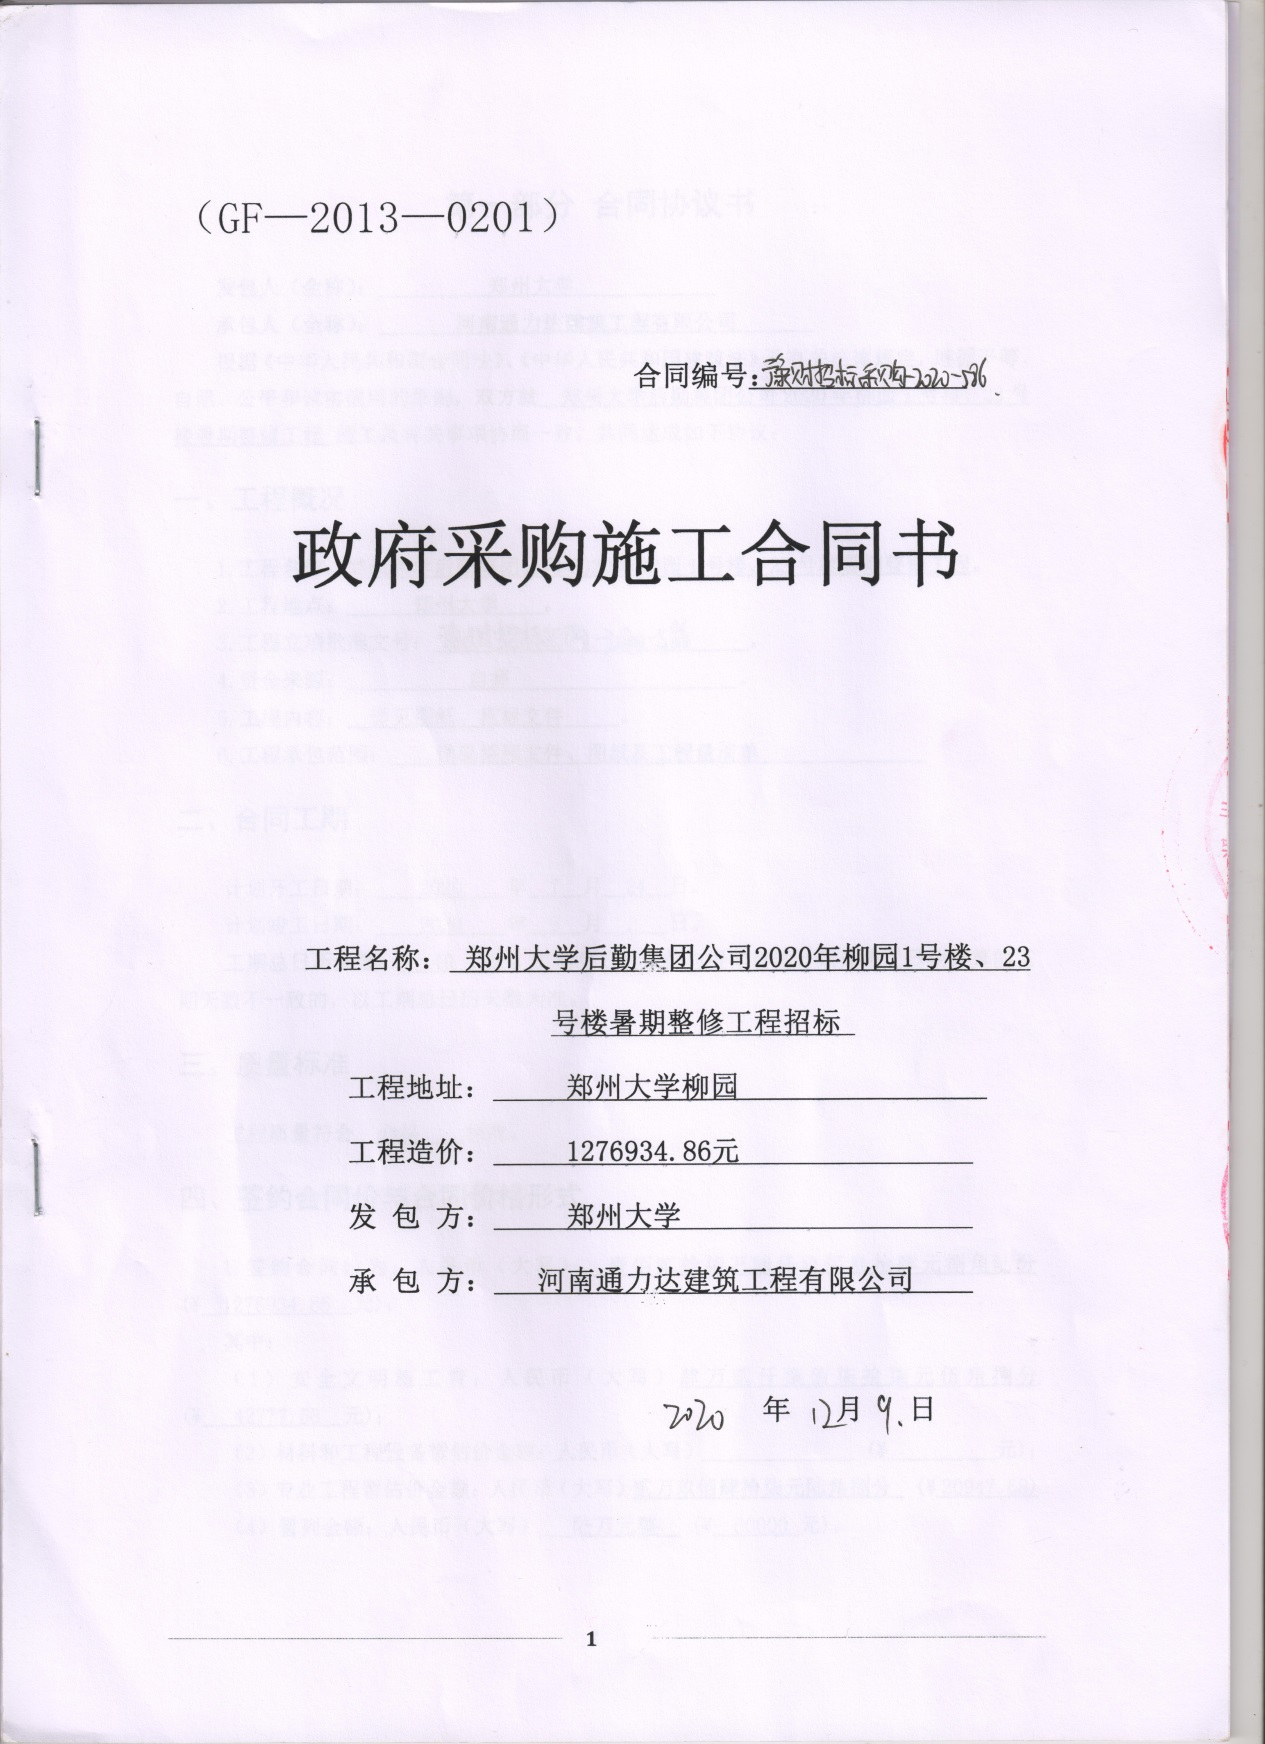 （GF—2013—0201）
合同编号：豫财招标采购-2020-586
政府采购施工合同书
工程名称：郑州大学后勤集团公司2020年柳园1号楼、23
号楼暑期整修工程招标
工程地址：郑州大学柳园
工程造价：1276934.86元
发包方：郑州大学
承包方：河南通力达建筑工程有限公司
2020年12月9日
1